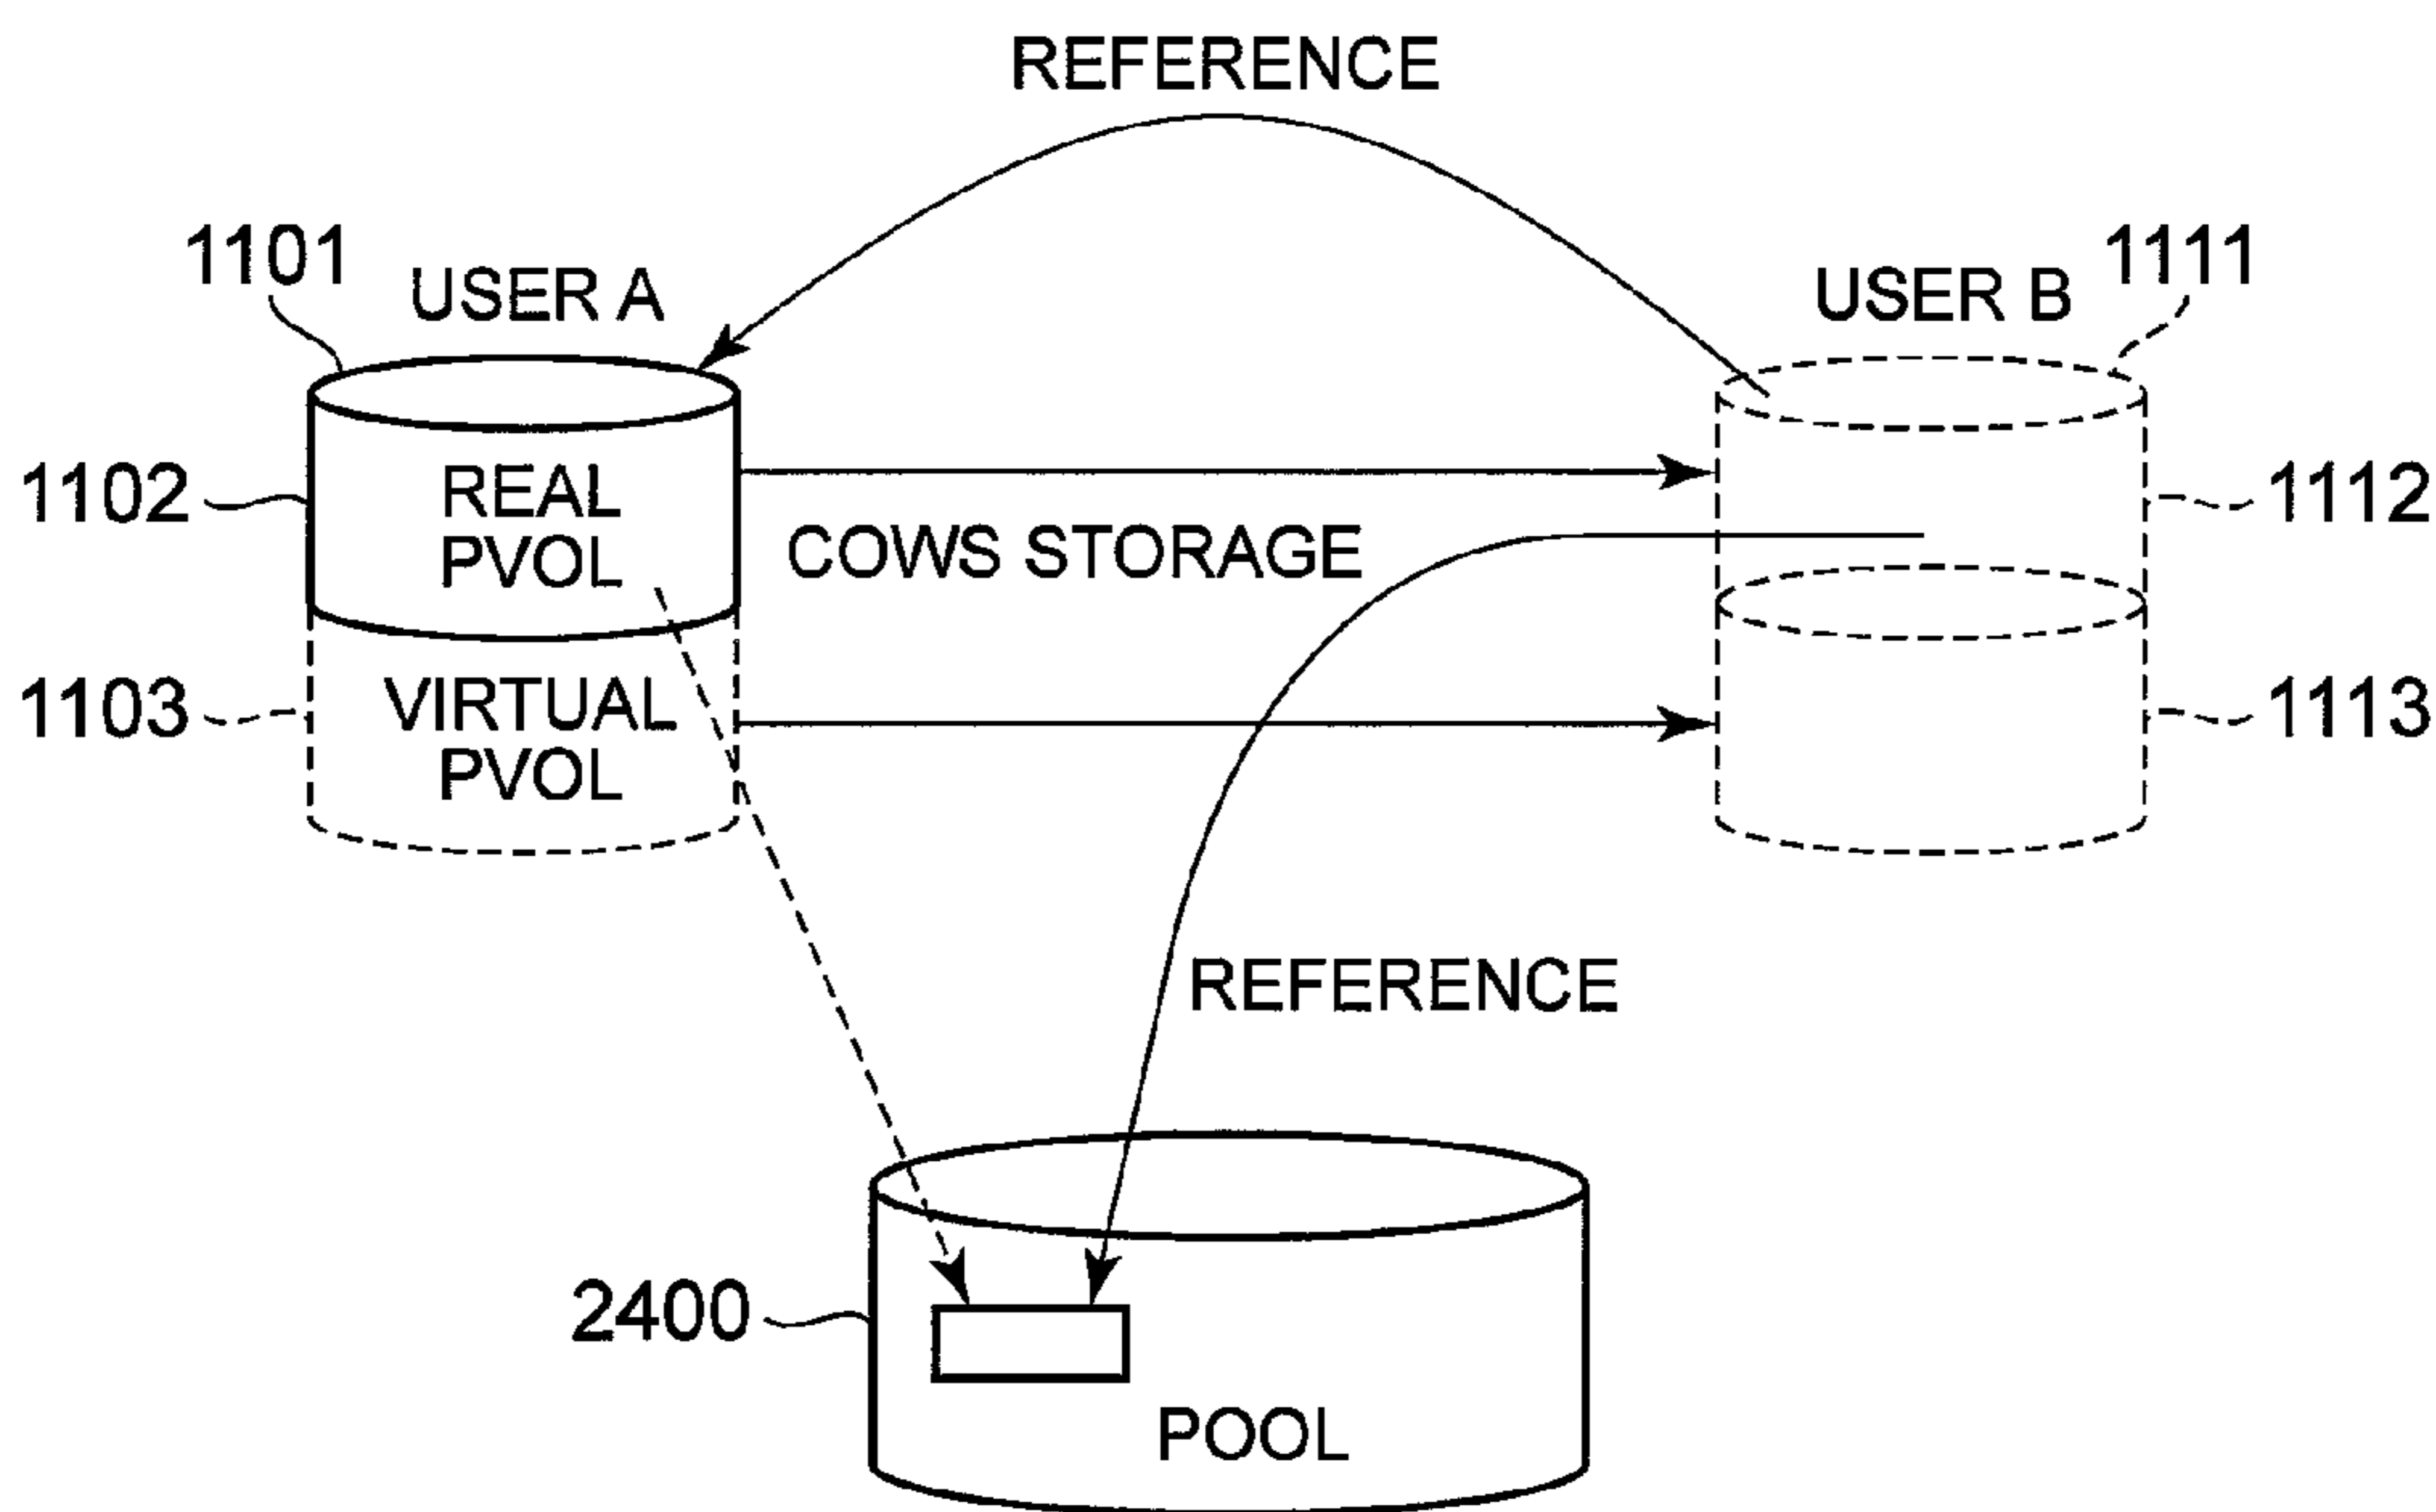 REFERENCE
1101
USER A
USER B
1111
1102
REAL
PVOL
COWS STORAGE
1112
1103
VIRTUAL
PVOL
1113
REFERENCE
2400
POOL